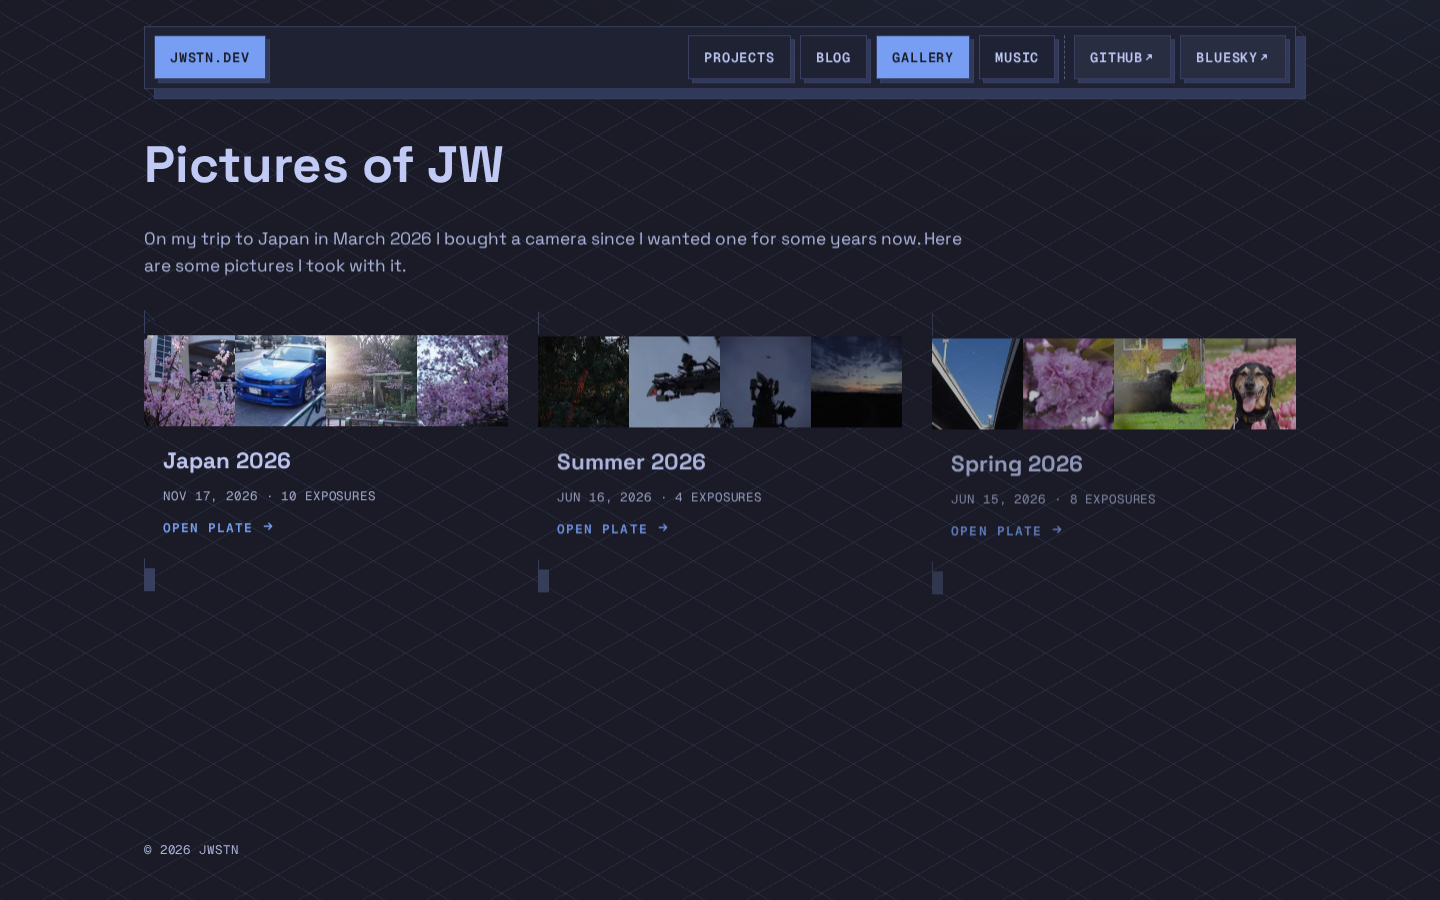 JWSTN.DEV
PROJECTS
BLOG
GALLERY
MUSIC
GITHUB↗
BLUESKY↗
Pictures of JW
On my trip to Japan in March 2026 I bought a camera since I wanted one for some years now. Here
are some pictures I took with it.
Japan 2026
NOV 17, 2026 · 10 EXPOSURES
OPEN PLATE →
Summer 2026
JUN 16, 2026 · 4 EXPOSURES
OPEN PLATE →
Spring 2026
JUN 15, 2026 · 8 EXPOSURES
OPEN PLATE →
© 2026 JWSTN